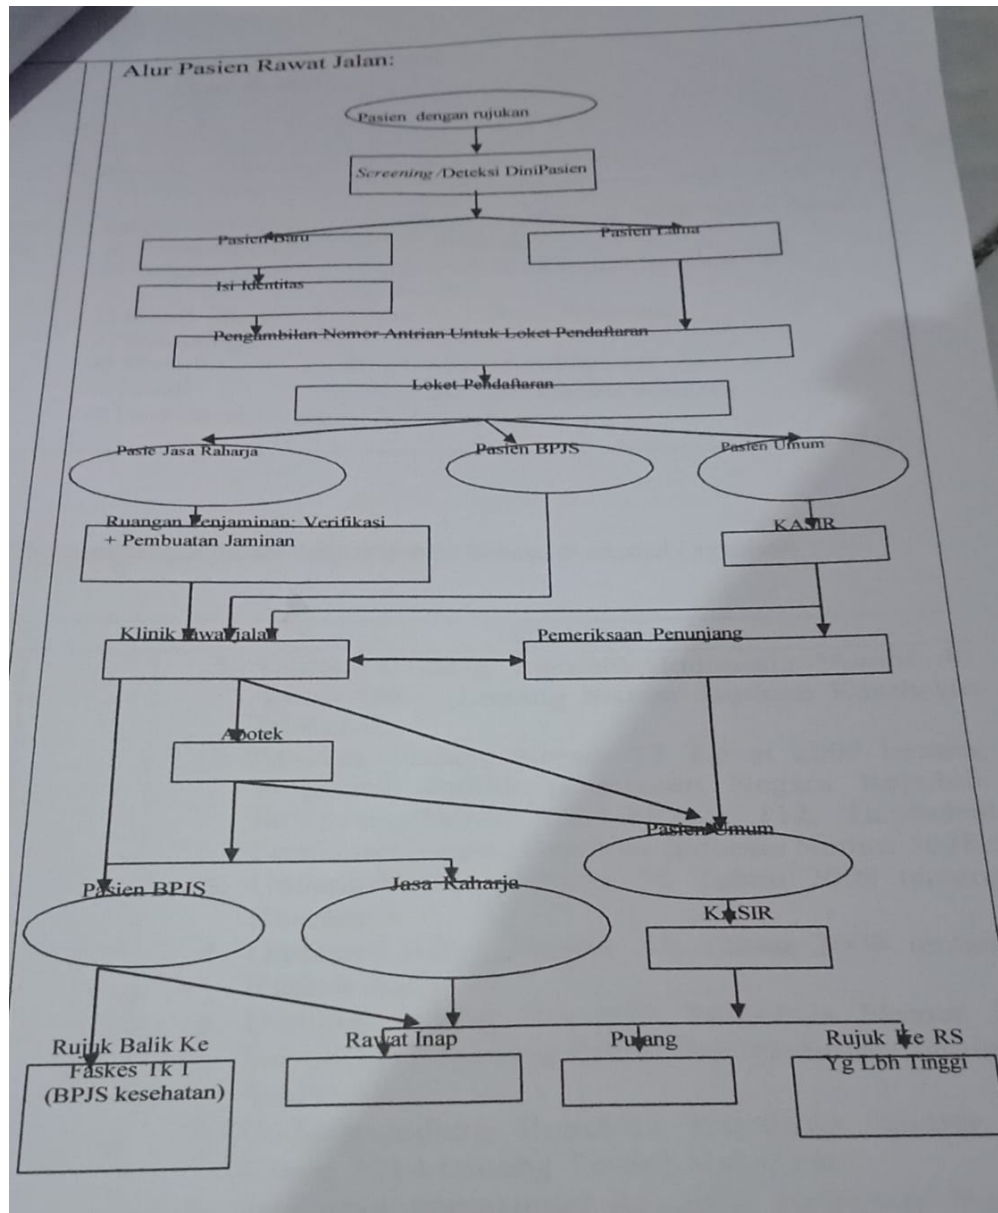 Alur Pasien Rawat Jalan:
Pasien dengan rujukan
Screening /Deteksi DiniPasien
Pasien Baru
Pasien Lama
Isi Identitas
Pengambilan Nomor Antrian Untuk Loket Pendaftaran
Loket Pendaftaran
Pasie Jasa Raharja
Pasien BPJS
Pasien Umum
Ruangan Penjaminan: Verifikasi
+ Pembuatan Jaminan
KASIR
Klinik rawat jalan
Pemeriksaan Penunjang
Apotek
Pasien Umum
Pasien BPJS
Jasa Raharja
KASIR
Rujuk Balik Ke
Faskes Tk I
(BPJS kesehatan)
Rawat Inap
Pulang
Rujuk Ke RS
Yg Lbh Tinggi